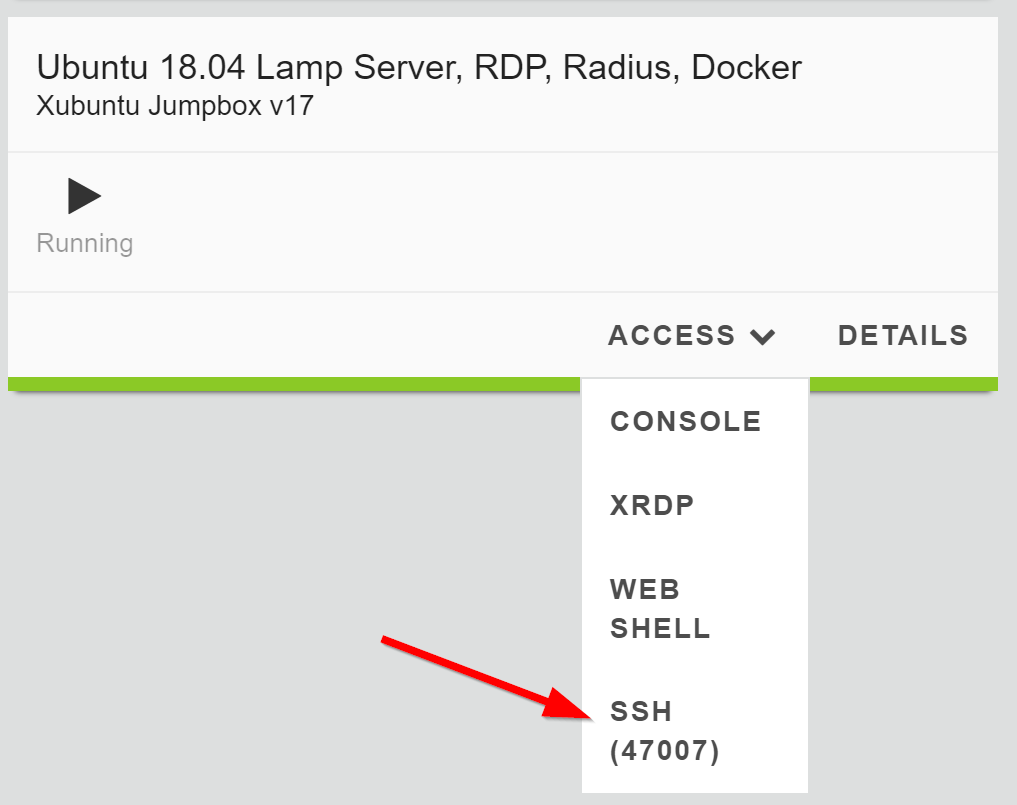 Ubuntu 18.04 Lamp Server, RDP, Radius, Docker
Xubuntu Jumpbox v17
Running
ACCESS DETAILS
CONSOLE
XRDP
WEB
SHELL
SSH
(47007)